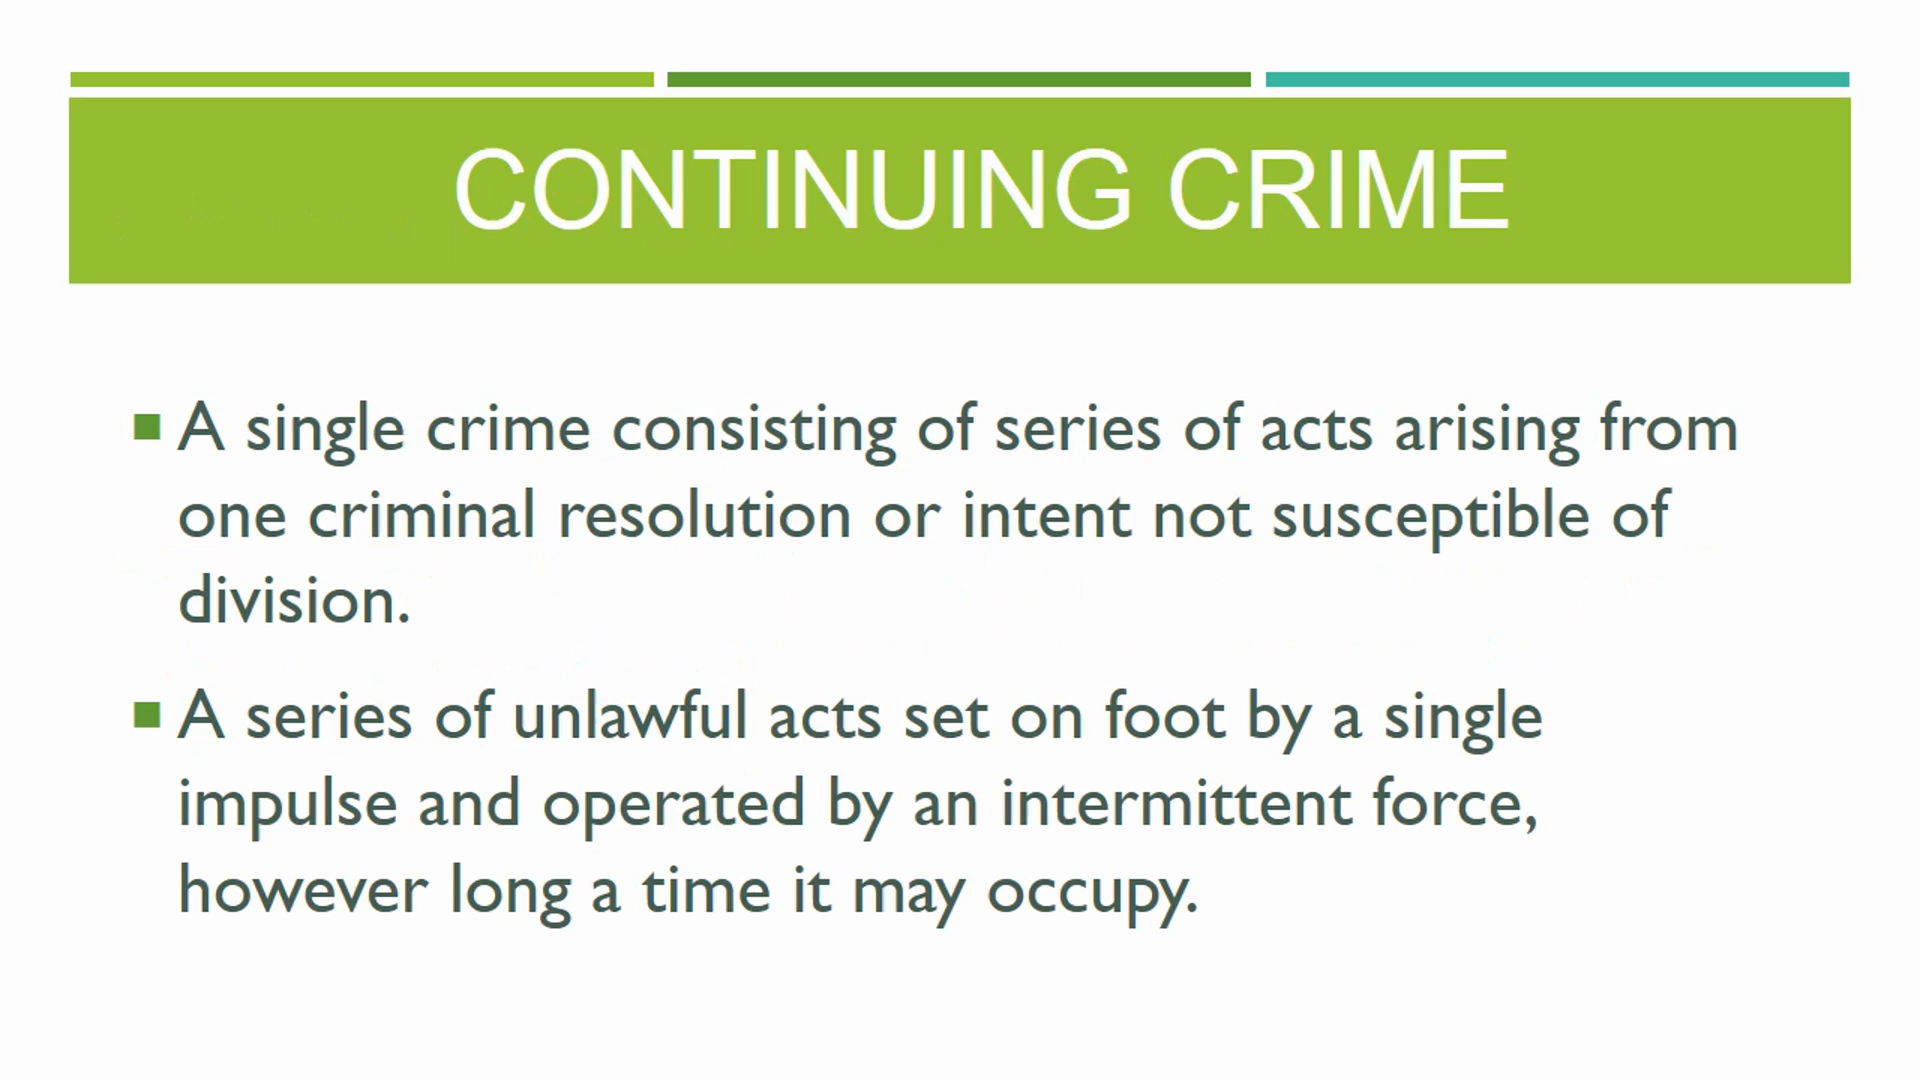 CONTINUING CRIME
A single crime consisting of series of acts arising from
one criminal resolution or intent not susceptible of
division.
A series of unlawful acts set on foot by a single
impulse and operated by an intermittent force,
however long a time it may occupy.